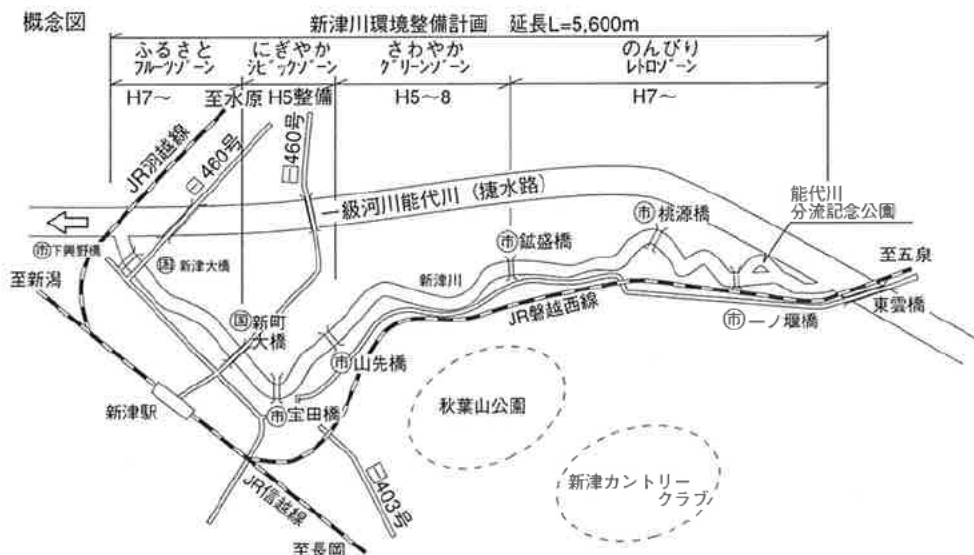 概念図
新津川環境整備計画 延長L=5,600m
ふるさと
フルーツゾーン
にぎやか
シビックゾーン
さわやか
グリーンゾーン
のんびり
レトロゾーン
H7～
至水原
H5整備
H5～8
H7～
JR羽越線
460号
460号
一級河川能代川（捷水路）
能代川
分流記念公園
市桃源橋
市鉱盛橋
市下興野橋
国新津大橋
新津川
至五泉
至新潟
JR磐越西線
東雲橋
国新町
大橋
市一ノ堰橋
市山先橋
新津駅
市宝田橋
秋葉山公園
403号
新津カントリー
クラブ
JR信越線
至長岡